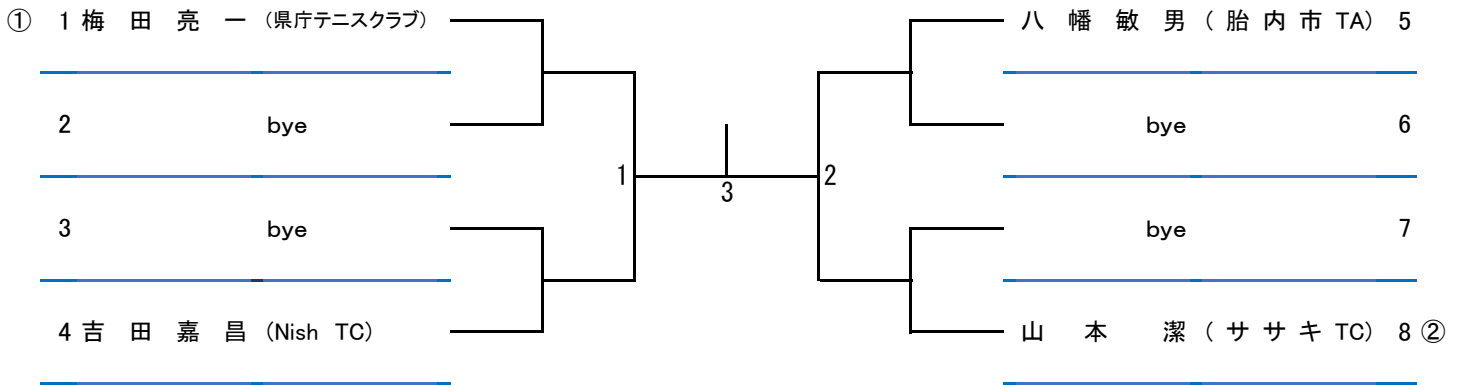 ① 1 梅 田 亮 一 (県庁テニスクラブ)
八 幡 敏 男 ( 胎 内 市 TA) 5
2 bye
bye 6
1
3
2
3 bye
bye 7
4 吉 田 嘉 昌 (Nish TC)
山 本 潔 ( サ サ キ TC) 8 ②